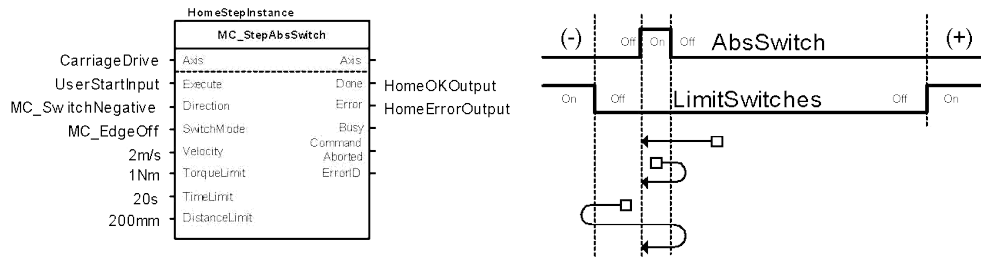 HomeStepInstance
MC_StepAbsSwitch
CarriageDrive Axis Axis
UserStartInput Execute Done HomeOKOutput
MC_SwitchNegative Direction Error HomeErrorOutput
MC_EdgeOff SwitchMode Busy
2m/s Velocity Command Aborted
1Nm TorqueLimit ErrorID
20s TimeLimit
200mm DistanceLimit
(-) Off On Off AbsSwitch (+)
On Off LimitSwitches Off On